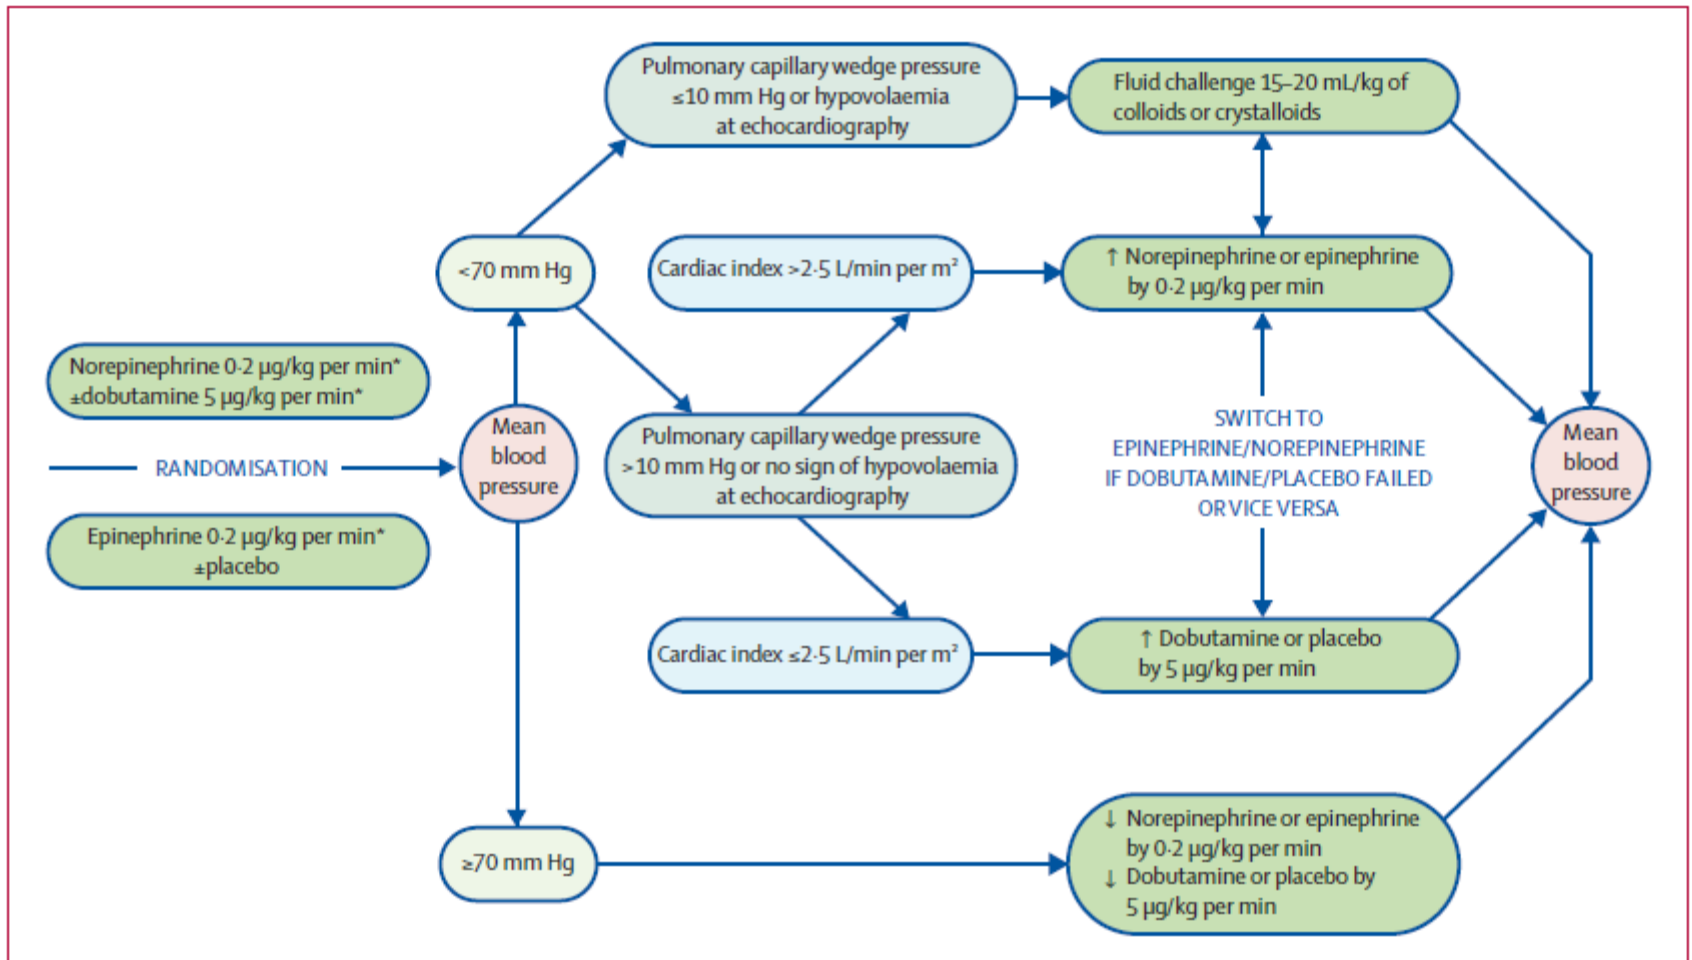 Pulmonary capillary wedge pressure
≤10 mm Hg or hypovolaemia
at echocardiography
Fluid challenge 15–20 mL/kg of
colloids or crystalloids
<70 mm Hg
Cardiac index >2·5 L/min per m²
↑ Norepinephrine or epinephrine
by 0·2 µg/kg per min
Norepinephrine 0·2 µg/kg per min*
±dobutamine 5 µg/kg per min*
RANDOMISATION
Epinephrine 0·2 µg/kg per min*
±placebo
Mean
blood
pressure
Pulmonary capillary wedge pressure
>10 mm Hg or no sign of hypovolaemia
at echocardiography
SWITCH TO
EPINEPHRINE/NOREPINEPHRINE
IF DOBUTAMINE/PLACEBO FAILED
OR VICE VERSA
Mean
blood
pressure
Cardiac index ≤2·5 L/min per m²
↑ Dobutamine or placebo
by 5 µg/kg per min
≥70 mm Hg
↓ Norepinephrine or epinephrine
by 0·2 µg/kg per min
↓ Dobutamine or placebo by
5 µg/kg per min